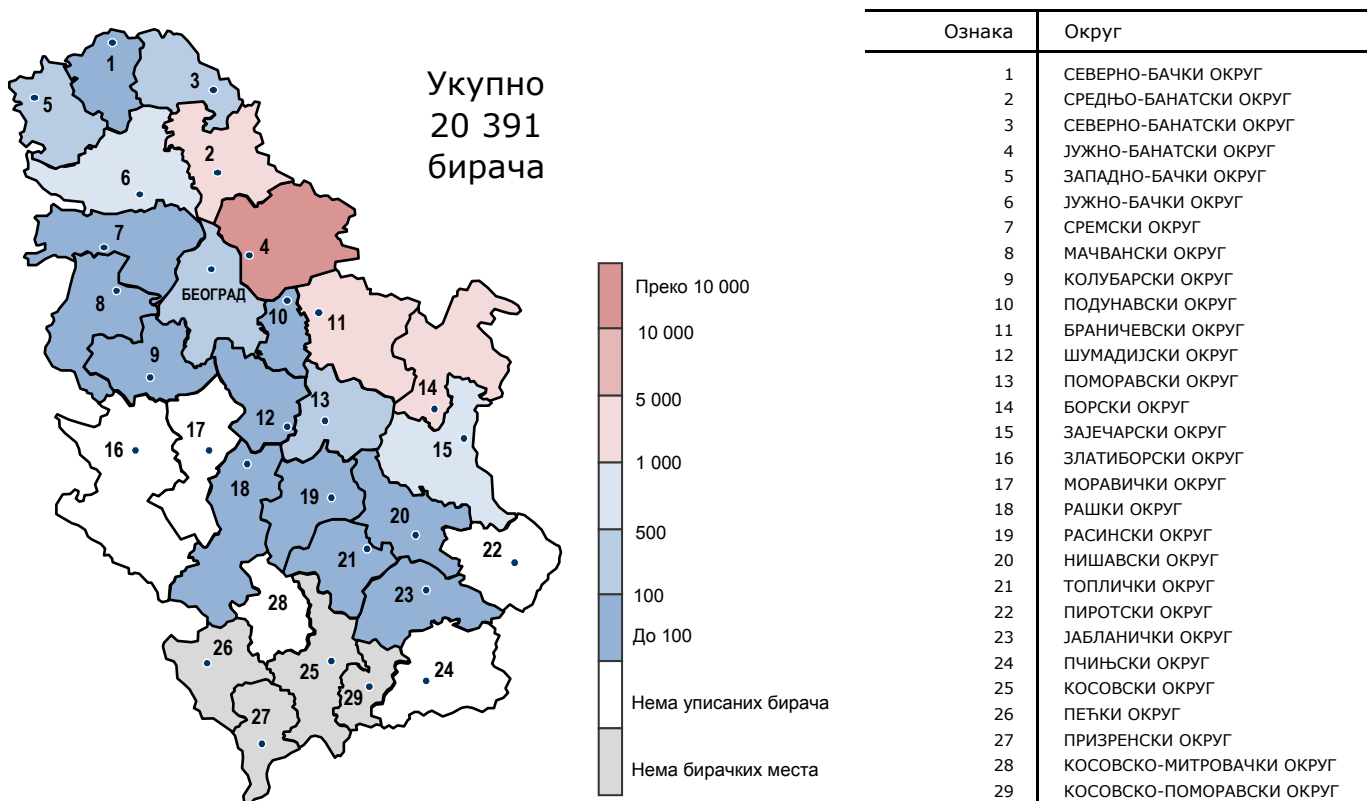 Укупно
20 391
бирача
1
3
5
2
6
7
4
БЕОГРАД
8
10
11
9
14
13
12
15
17
16
18
19
20
22
21
23
28
26
25
24
29
27
Преко 10 000
10 000
5 000
1 000
500
100
До 100
Нема уписаних бирача
Нема бирачких места
Ознака Округ
1 СЕВЕРНО-БАЧКИ ОКРУГ
2 СРЕДЊО-БАНАТСКИ ОКРУГ
3 СЕВЕРНО-БАНАТСКИ ОКРУГ
4 ЈУЖНО-БАНАТСКИ ОКРУГ
5 ЗАПАДНО-БАЧКИ ОКРУГ
6 ЈУЖНО-БАЧКИ ОКРУГ
7 СРЕМСКИ ОКРУГ
8 МАЧВАНСКИ ОКРУГ
9 КОЛУБАРСКИ ОКРУГ
10 ПОДУНАВСКИ ОКРУГ
11 БРАНИЧЕВСКИ ОКРУГ
12 ШУМАДИЈСКИ ОКРУГ
13 ПОМОРАВСКИ ОКРУГ
14 БОРСКИ ОКРУГ
15 ЗАЈЕЧАРСКИ ОКРУГ
16 ЗЛАТИБОРСКИ ОКРУГ
17 МОРАВИЧКИ ОКРУГ
18 РАШКИ ОКРУГ
19 РАСИНСКИ ОКРУГ
20 НИШАВСКИ ОКРУГ
21 ТОПЛИЧКИ ОКРУГ
22 ПИРОТСКИ ОКРУГ
23 ЈАБЛАНИЧКИ ОКРУГ
24 ПЧИЊСКИ ОКРУГ
25 КОСОВСКИ ОКРУГ
26 ПЕЋКИ ОКРУГ
27 ПРИЗРЕНСКИ ОКРУГ
28 КОСОВСКО-МИТРОВАЧКИ ОКРУГ
29 КОСОВСКО-ПОМОРАВСКИ ОКРУГ